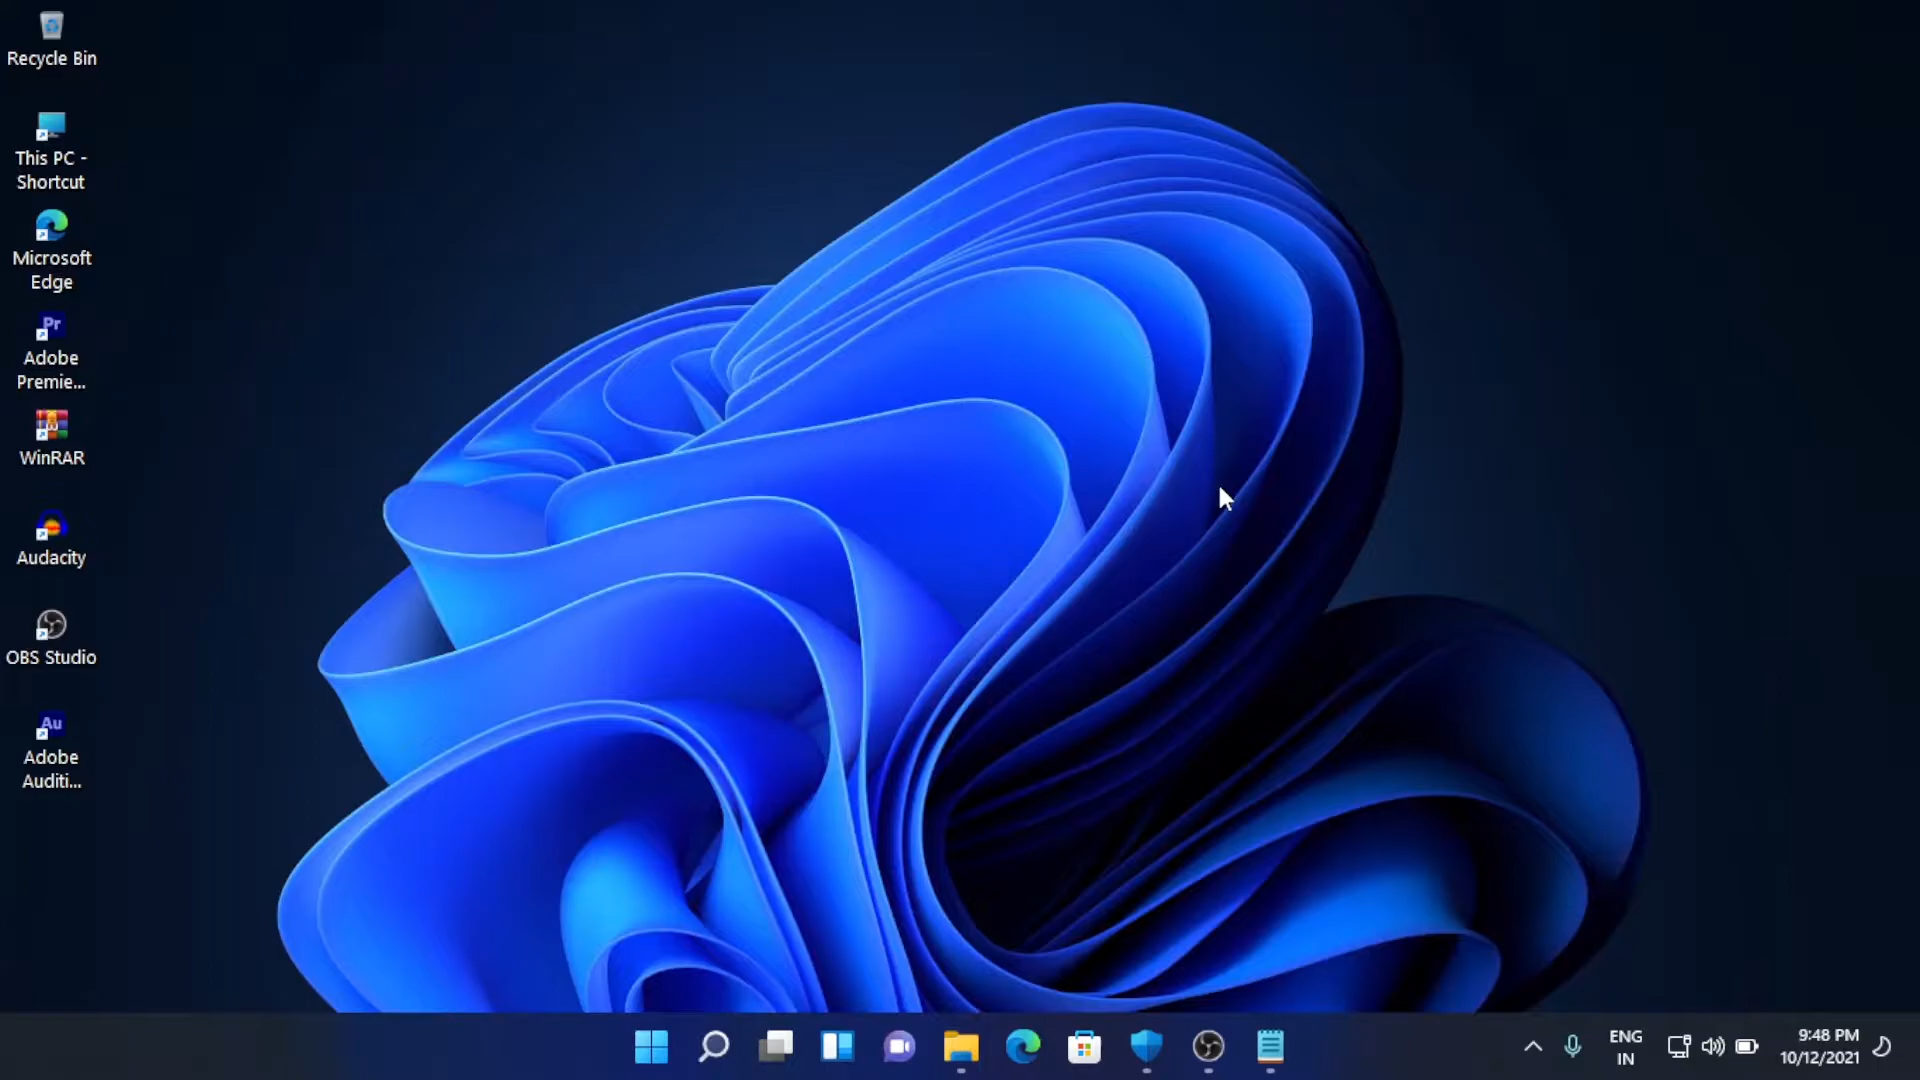 Recycle Bin
This PC -
Shortcut
Microsoft
Edge
Pr
Adobe
Premie...
WinRAR
Audacity
OBS Studio
Au
Adobe
Auditi...
ENG
IN
9:48 PM
10/12/2021